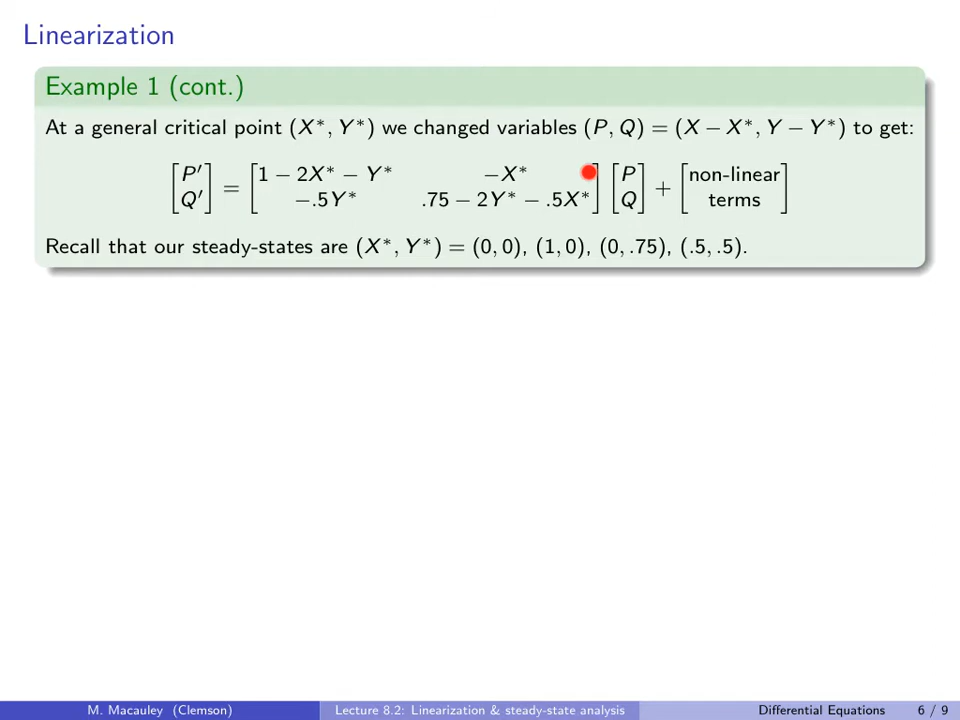 Linearization
Example 1 (cont.)
At a general critical point (X*, Y*) we changed variables (P, Q) = (X − X*, Y − Y*) to get:
[P′ Q′] = [1 − 2X* − Y* −X* −.5Y* .75 − 2Y* − .5X*] [P Q] + [non-linear terms]
Recall that our steady-states are (X*, Y*) = (0, 0), (1, 0), (0, .75), (.5, .5).
M. Macauley (Clemson) Lecture 8.2: Linearization & steady-state analysis Differential Equations 6 / 9